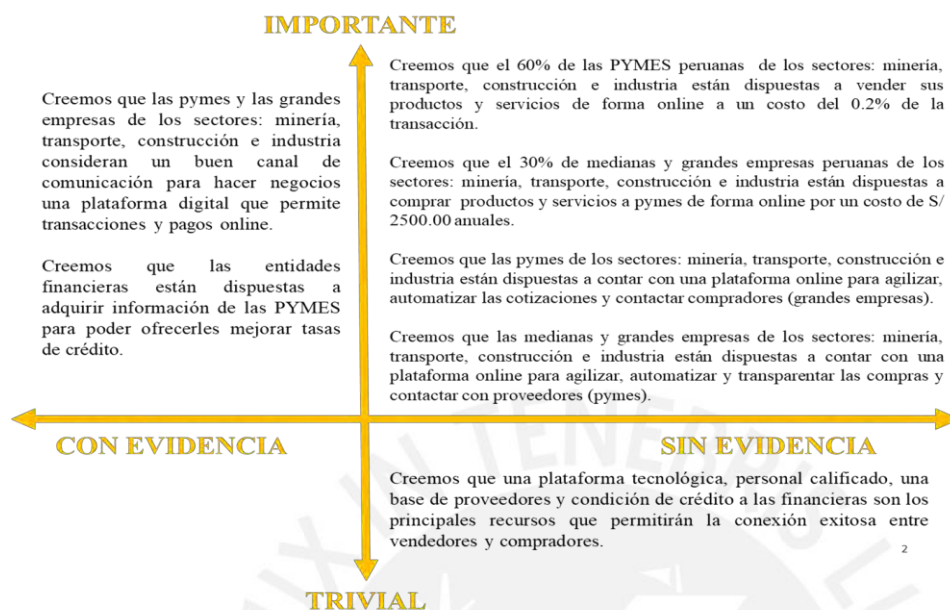 IMPORTANTE
Creemos que las pymes y las grandes
empresas de los sectores: minería,
transporte, construcción e industria
consideran un buen canal de
comunicación para hacer negocios
una plataforma digital que permite
transacciones y pagos online.
Creemos que las entidades
financieras están dispuestas a
adquirir información de las PYMES
para poder ofrecerles mejorar tasas
de crédito.
Creemos que el 60% de las PYMES peruanas de los sectores: minería,
transporte, construcción e industria están dispuestas a vender sus
productos y servicios de forma online a un costo del 0.2% de la
transacción.
Creemos que el 30% de medianas y grandes empresas peruanas de los
sectores: minería, transporte, construcción e industria están dispuestas a
comprar productos y servicios a pymes de forma online por un costo de S/
2500.00 anuales.
Creemos que las pymes de los sectores: minería, transporte, construcción e
industria están dispuestas a contar con una plataforma online para agilizar,
automatizar las cotizaciones y contactar compradores (grandes empresas).
Creemos que las medianas y grandes empresas de los sectores: minería,
transporte, construcción e industria están dispuestas a contar con una
plataforma online para agilizar, automatizar y transparentar las compras y
contactar con proveedores (pymes).
CON EVIDENCIA
SIN EVIDENCIA
Creemos que una plataforma tecnológica, personal calificado, una
base de proveedores y condición de crédito a las financieras son los
principales recursos que permitirán la conexión exitosa entre
vendedores y compradores.
2
TRIVIAL
TENEBRIS